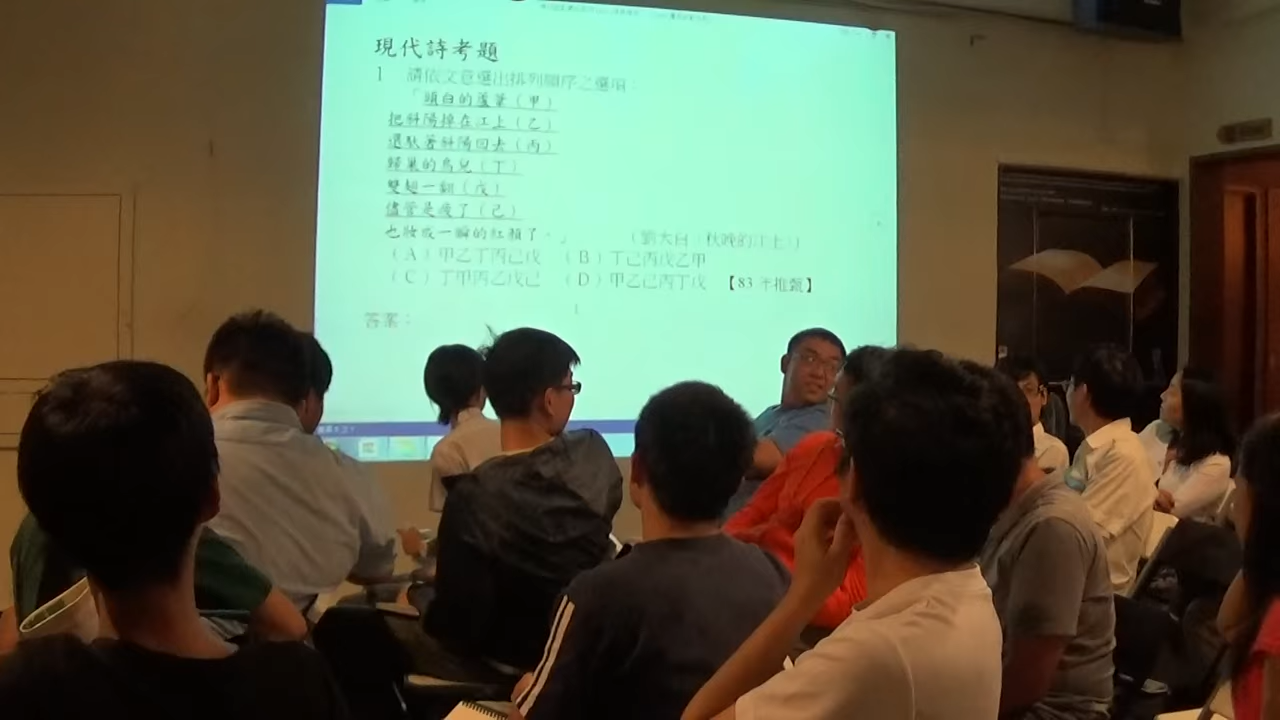 現代詩考題
1 請依文意選出排列順序之選項：
「頭白的蘆葦（甲）
把斜陽掉在江上（乙）
還馱著斜陽回去（丙）
歸巢的鳥兒（丁）
雙翅一翻（戊）
儘管是疲了（己）
也妝成一瞬的紅顏了。」 （劉大白〈秋晚的江上〉）
（A）甲乙丁丙己戊 （B）丁己丙戊乙甲
（C）丁甲丙乙戊己 （D）甲乙己丙丁戊 【83 推甄】
答案：
1